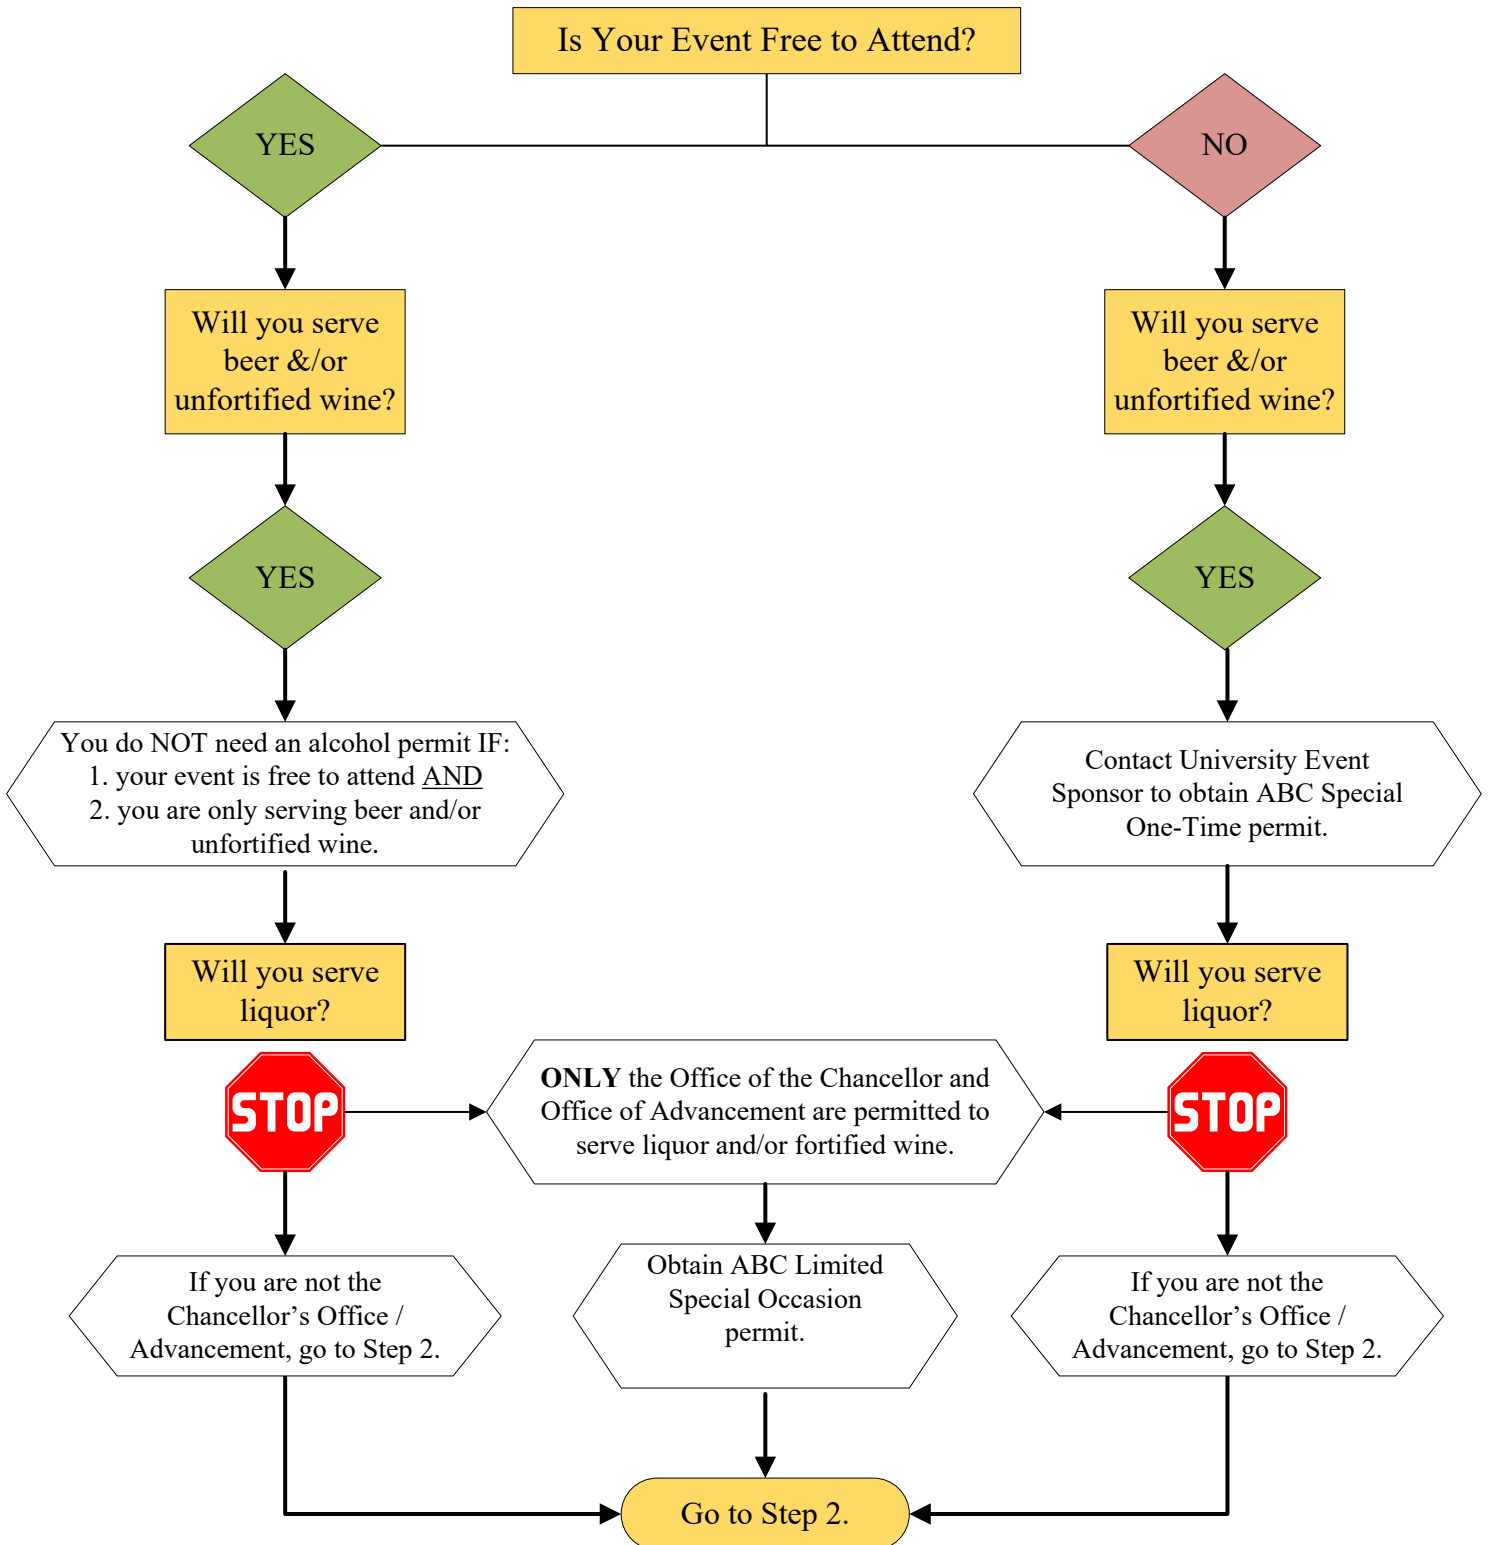 Is Your Event Free to Attend?
YES
NO
Will you serve
beer &/or
unfortified wine?
Will you serve
beer &/or
unfortified wine?
YES
YES
You do NOT need an alcohol permit IF:
1. your event is free to attend AND
2. you are only serving beer and/or
unfortified wine.
Contact University Event
Sponsor to obtain ABC Special
One-Time permit.
Will you serve
liquor?
Will you serve
liquor?
STOP
ONLY the Office of the Chancellor and
Office of Advancement are permitted to
serve liquor and/or fortified wine.
STOP
If you are not the
Chancellor’s Office /
Advancement, go to Step 2.
Obtain ABC Limited
Special Occasion
permit.
If you are not the
Chancellor’s Office /
Advancement, go to Step 2.
Go to Step 2.